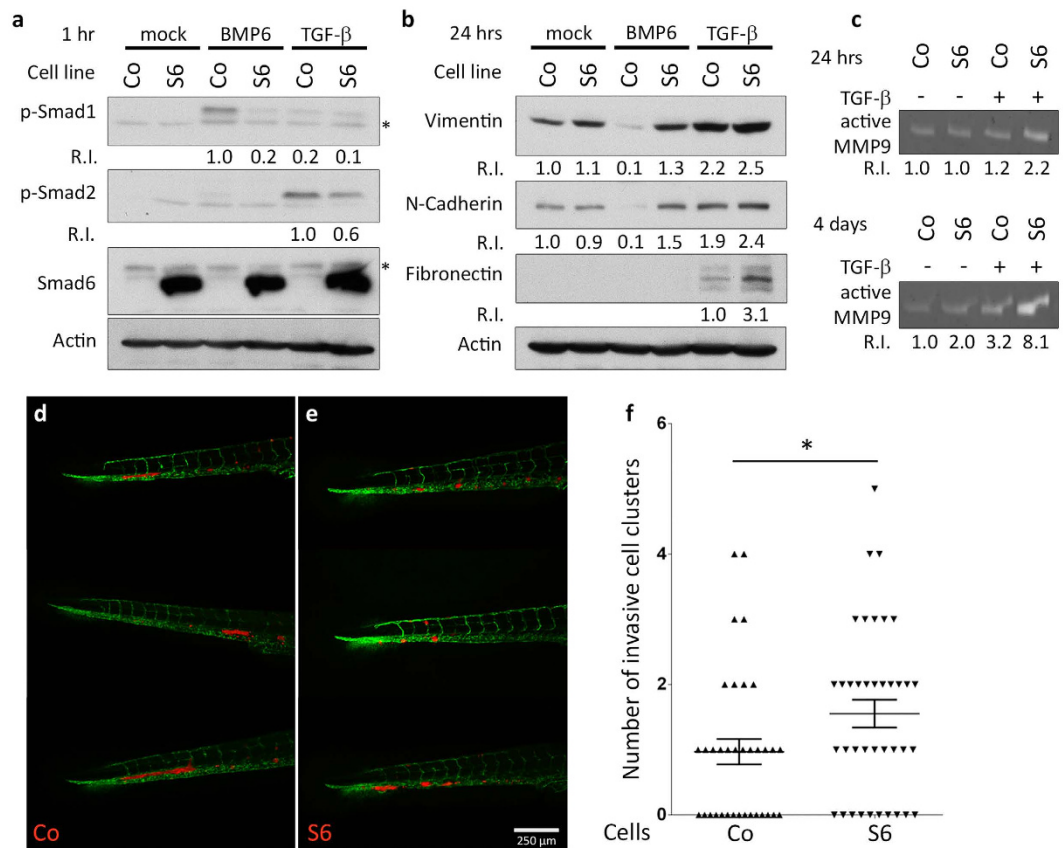 a
1 hr mock BMP6 TGF-β
Cell line Co S6 Co S6 Co S6
p-Smad1 *
R.I. 1.0 0.2 0.2 0.1
p-Smad2
R.I. 1.0 0.6
Smad6 *
Actin
b
24 hrs mock BMP6 TGF-β
Cell line Co S6 Co S6 Co S6
Vimentin
R.I. 1.0 1.1 0.1 1.3 2.2 2.5
N-Cadherin
R.I. 1.0 0.9 0.1 1.5 1.9 2.4
Fibronectin
R.I. 1.0 3.1
Actin
c
24 hrs Co S6 Co S6
TGF-β - - + +
active
MMP9
R.I. 1.0 1.0 1.2 2.2
4 days Co S6 Co S6
TGF-β - - + +
active
MMP9
R.I. 1.0 2.0 3.2 8.1
d
Co
e
S6
250 µm
f
Number of invasive cell clusters
6
4
2
0
*
Cells Co S6